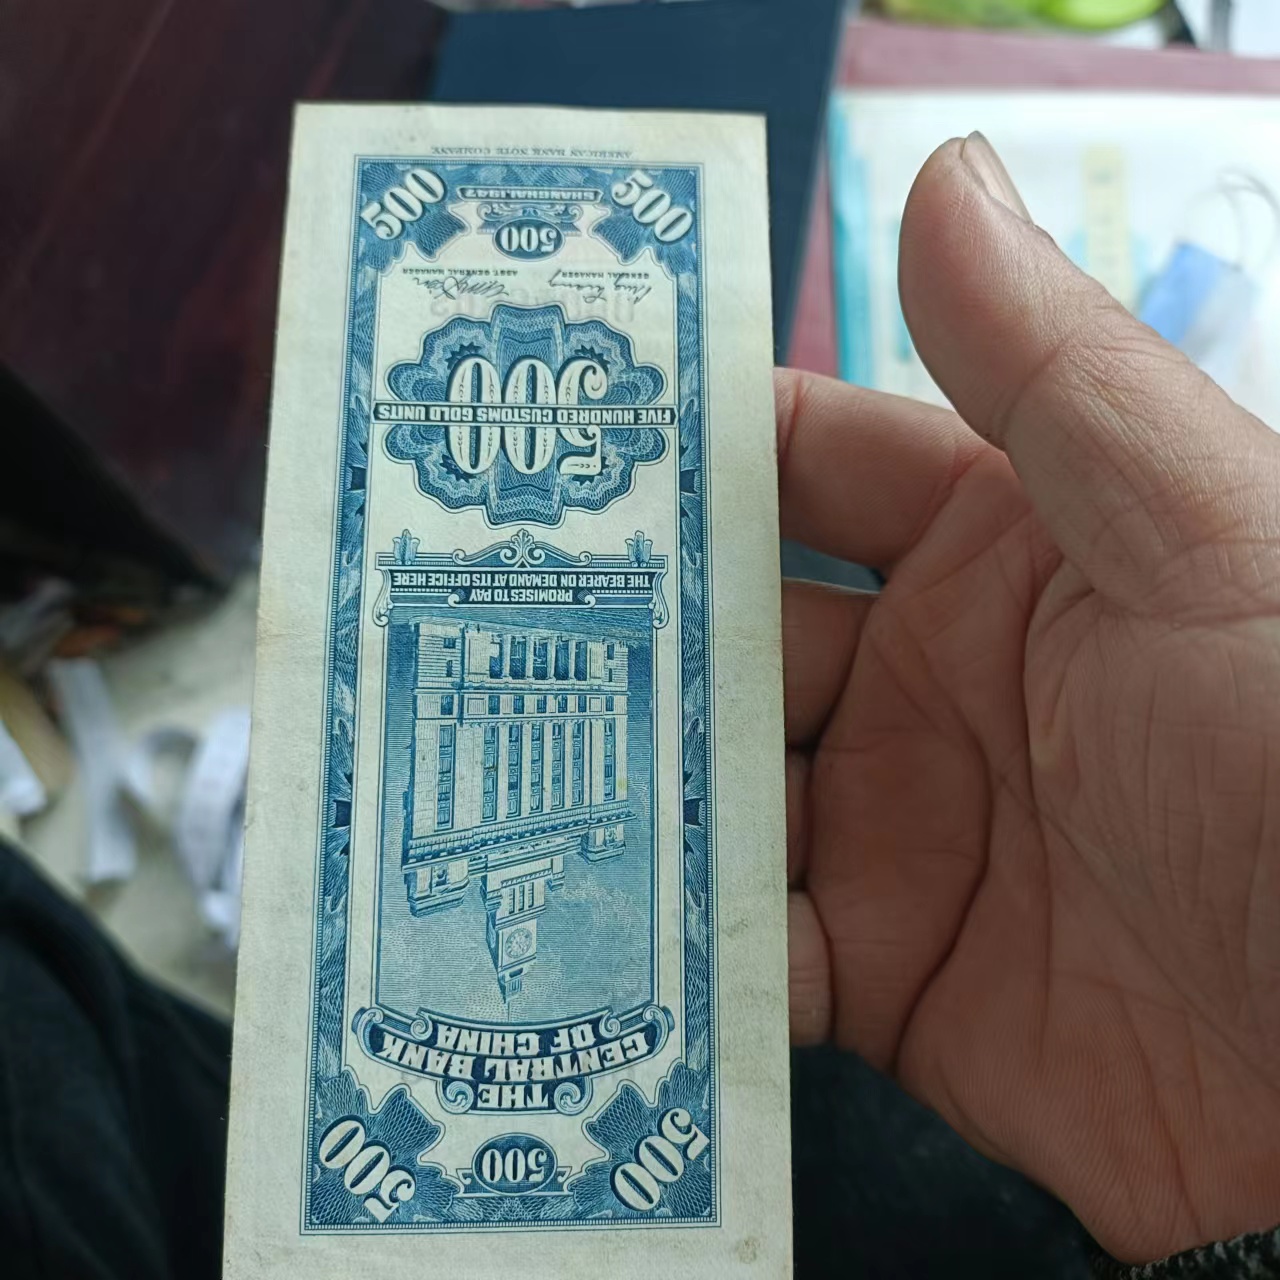 500
THE
CENTRAL BANK
OF CHINA
500
500
PROMISES TO PAY
THE BEARER ON DEMAND AT ITS OFFICE HERE
500
FIVE HUNDRED CUSTOMS GOLD UNITS
GENERAL MANAGER
ASST. GENERAL MANAGER
500
500
SHANGHAI, 1947
500
AMERICAN BANK NOTE COMPANY.